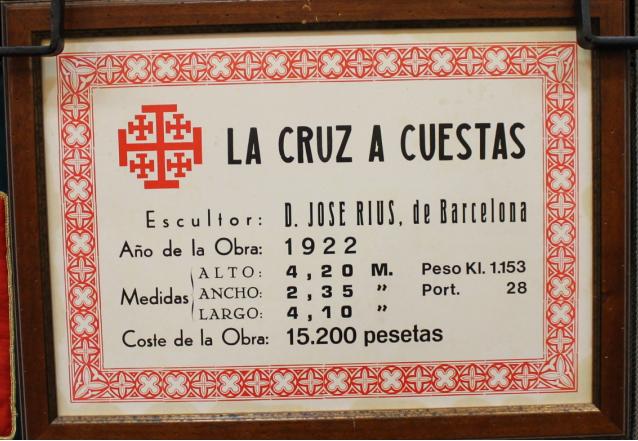 LA CRUZ A CUESTAS
Escultor: D. JOSE RIUS, de Barcelona
Año de la Obra: 1922
Medidas
ALTO: 4,20 M. Peso Kl. 1.153
ANCHO: 2,35 " Port. 28
LARGO: 4,10 "
Coste de la Obra: 15.200 pesetas